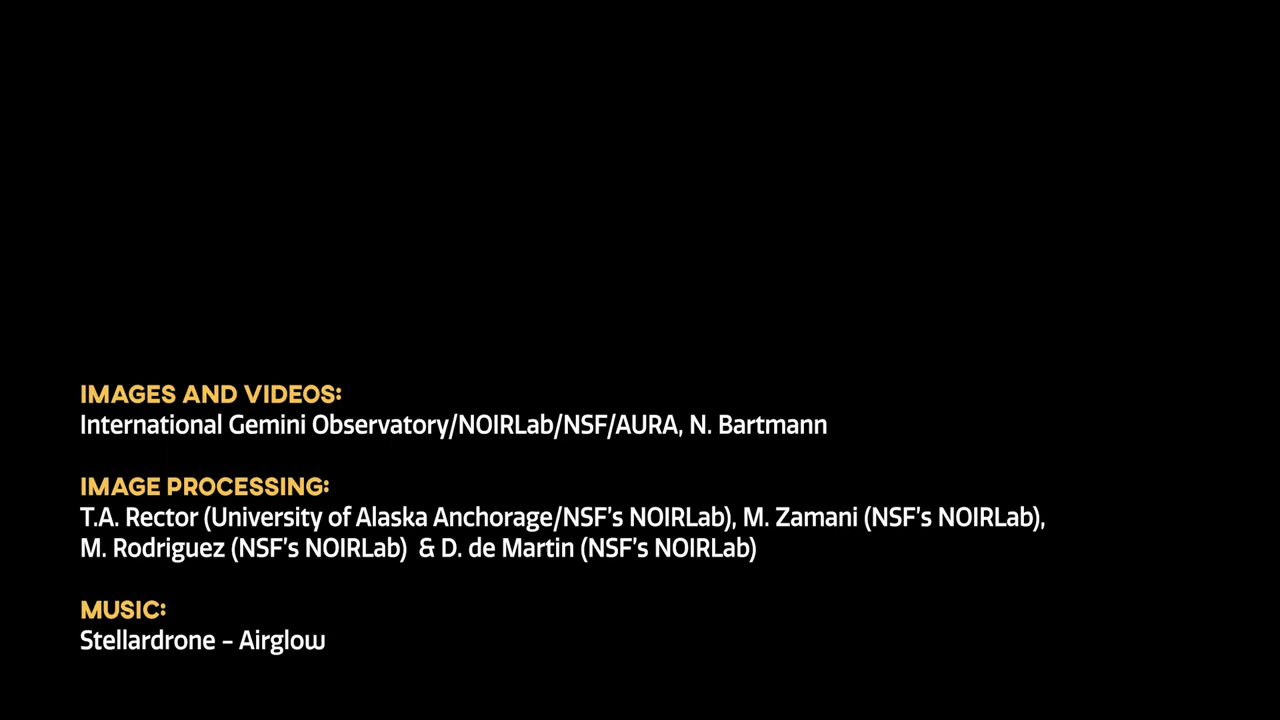 IMAGES AND VIDEOS:
International Gemini Observatory/NOIRLab/NSF/AURA, N. Bartmann
IMAGE PROCESSING:
T.A. Rector (University of Alaska Anchorage/NSF’s NOIRLab), M. Zamani (NSF’s NOIRLab),
M. Rodriguez (NSF’s NOIRLab) & D. de Martin (NSF’s NOIRLab)
MUSIC:
Stellardrone – Airglow